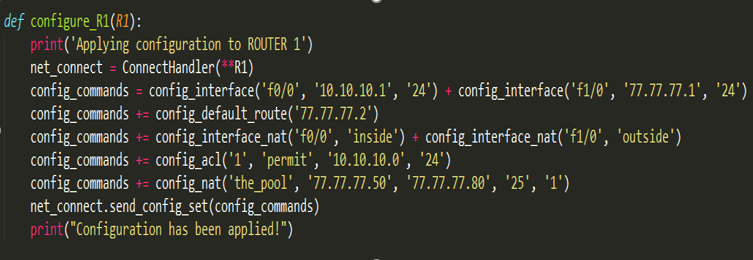 def configure_R1(R1):
print('Applying configuration to ROUTER 1')
net_connect = ConnectHandler(**R1)
config_commands = config_interface('f0/0', '10.10.10.1', '24') + config_interface('f1/0', '77.77.77.1', '24')
config_commands += config_default_route('77.77.77.2')
config_commands += config_interface_nat('f0/0', 'inside') + config_interface_nat('f1/0', 'outside')
config_commands += config_acl('1', 'permit', '10.10.10.0', '24')
config_commands += config_nat('the_pool', '77.77.77.50', '77.77.77.80', '25', '1')
net_connect.send_config_set(config_commands)
print("Configuration has been applied!")